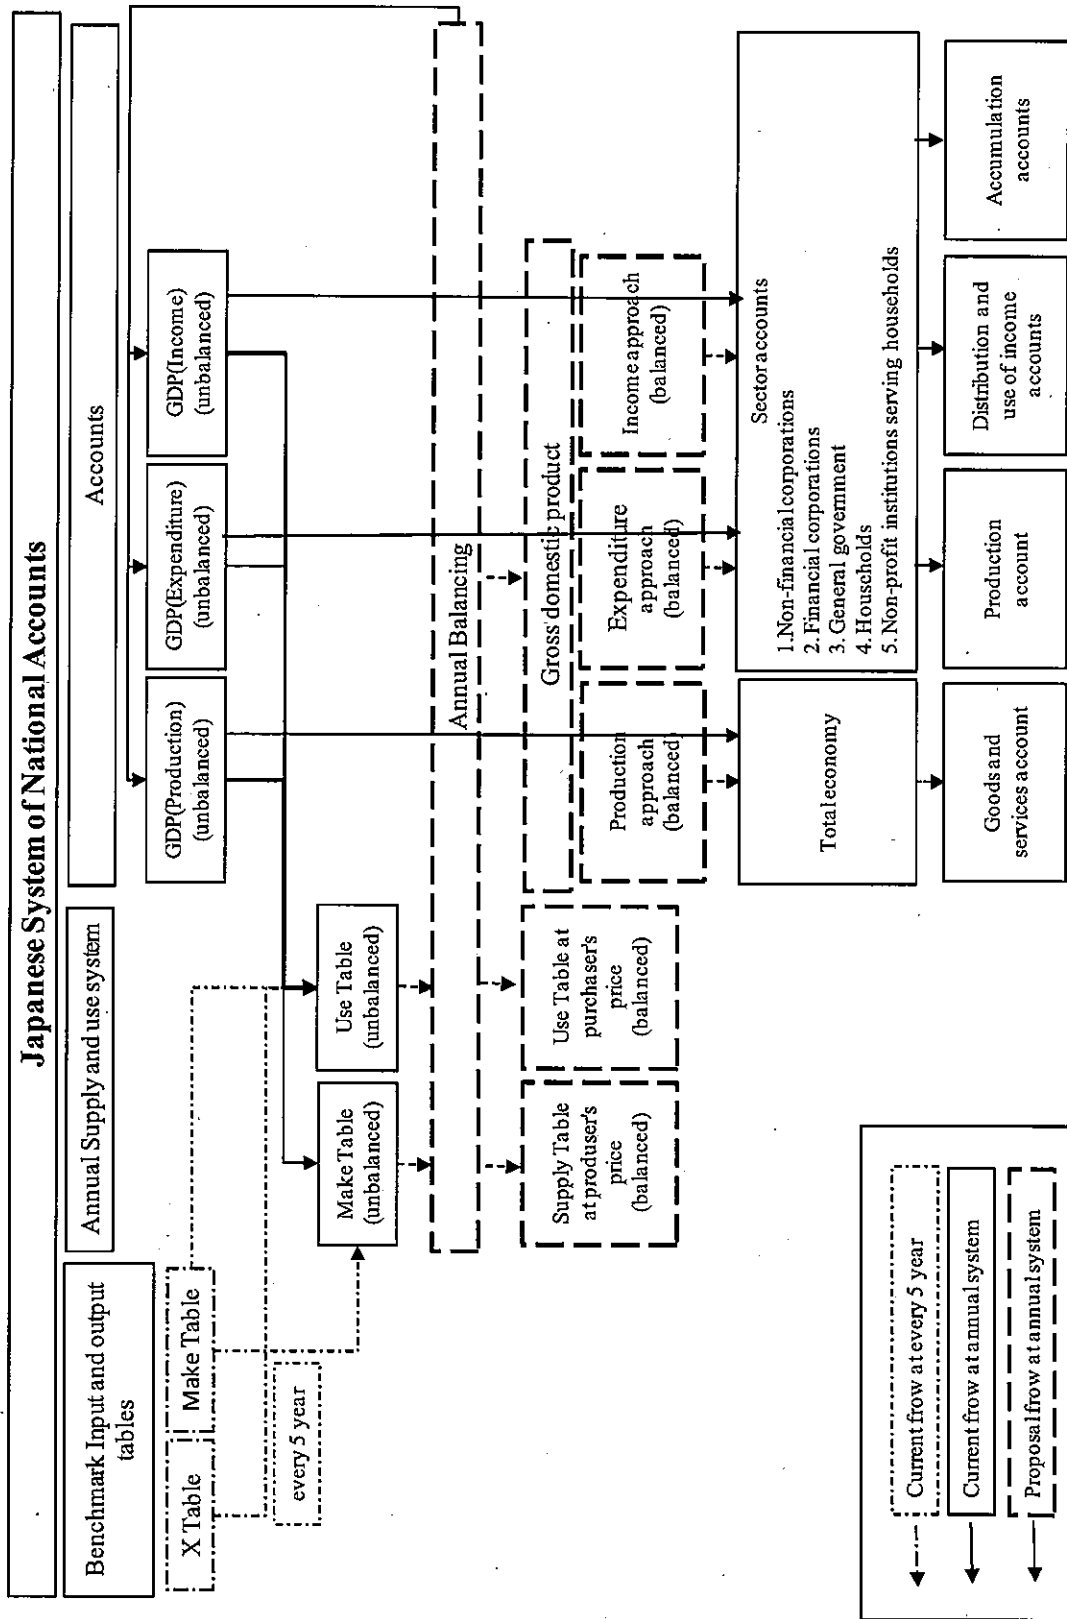 Japanese System of National Accounts
Benchmark Input and output
tables
Annual Supply and use system
Accounts
X Table
Make Table
GDP(Production)
(unbalanced)
GDP(Expenditure)
(unbalanced)
GDP(Income)
(unbalanced)
every 5 year
Make Table
(unbalanced)
Use Table
(unbalanced)
Annual Balancing
Supply Table
at produser's
price
(balanced)
Use Table at
purchaser's
price
(balanced)
Gross domestic product
Production
approach
(balanced)
Expenditure
approach
(balanced)
Income approach
(balanced)
Total economy
Sector accounts
1.Non-financial corporations
2. Financial corporations
3. General government
4. Households
5. Non-profit institutions serving households
Goods and
services account
Production
account
Distribution and
use of income
accounts
Accumulation
accounts
Current frow at every 5 year
Current frow at annual system
Proposal frow at annual system